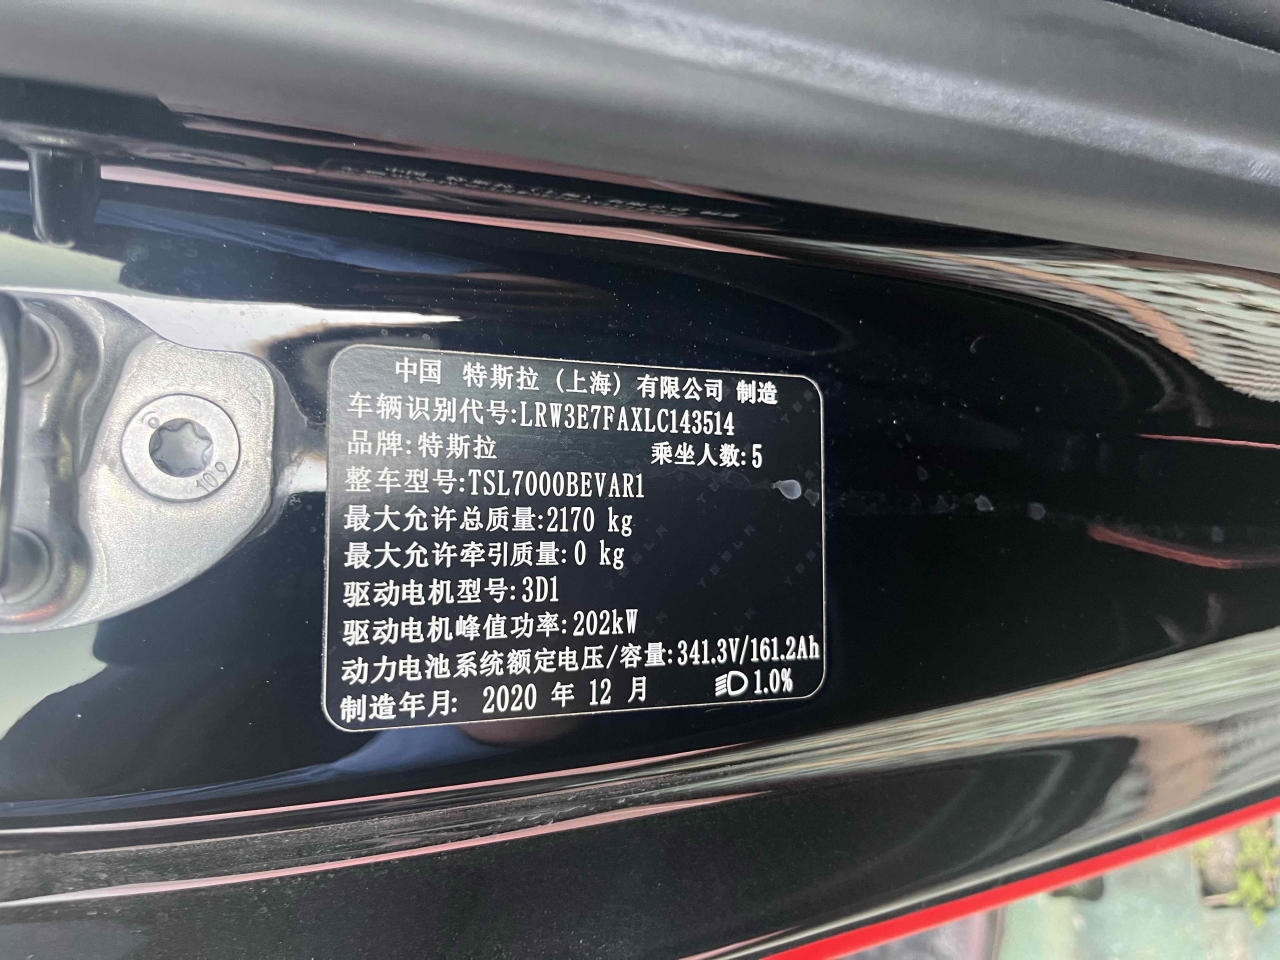 中国 特斯拉 (上海) 有限公司 制造
车辆识别代号:LRW3E7FAXLC143514
品牌:特斯拉 乘坐人数:5
整车型号:TSL7000BEVAR1
最大允许总质量:2170 kg
最大允许牵引质量:0 kg
驱动电机型号:3D1
驱动电机峰值功率:202kW
动力电池系统额定电压/容量:341.3V/161.2Ah
制造年月: 2020 年 12 月 1.0%
10.9